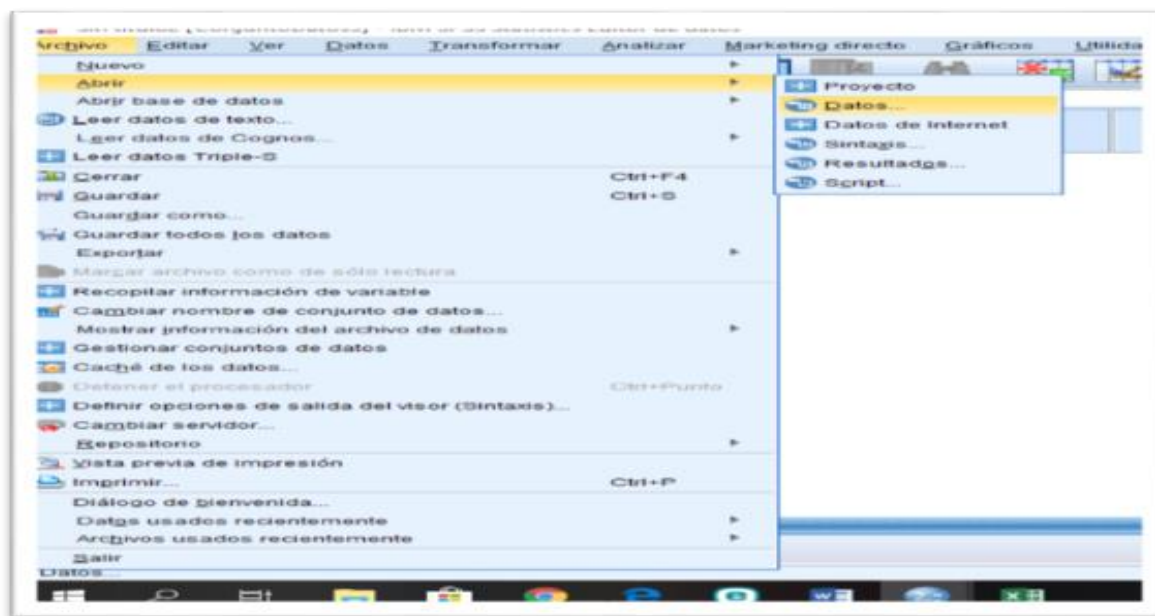 Archivo Editar Ver Datos Transformar Analizar Marketing directo Gráficos Utilida
Nuevo
Abrir
Abrir base de datos
Leer datos de texto...
Leer datos de Cognos...
Leer datos Triple-S
Cerrar Ctrl+F4
Guardar Ctrl+S
Guardar como...
Guardar todos los datos
Exportar
Marcar archivo como de sólo lectura
Recopilar información de variable
Cambiar nombre de conjunto de datos...
Mostrar información del archivo de datos
Gestionar conjuntos de datos
Caché de los datos...
Detener el procesador Ctrl+Punto
Definir opciones de salida del visor (Sintaxis)...
Cambiar servidor...
Repositorio
Vista previa de impresión
Imprimir... Ctrl+P
Diálogo de bienvenida...
Datos usados recientemente
Archivos usados recientemente
Salir
Datos...
Proyecto
Datos...
Datos de Internet
Sintaxis...
Resultados...
Script...